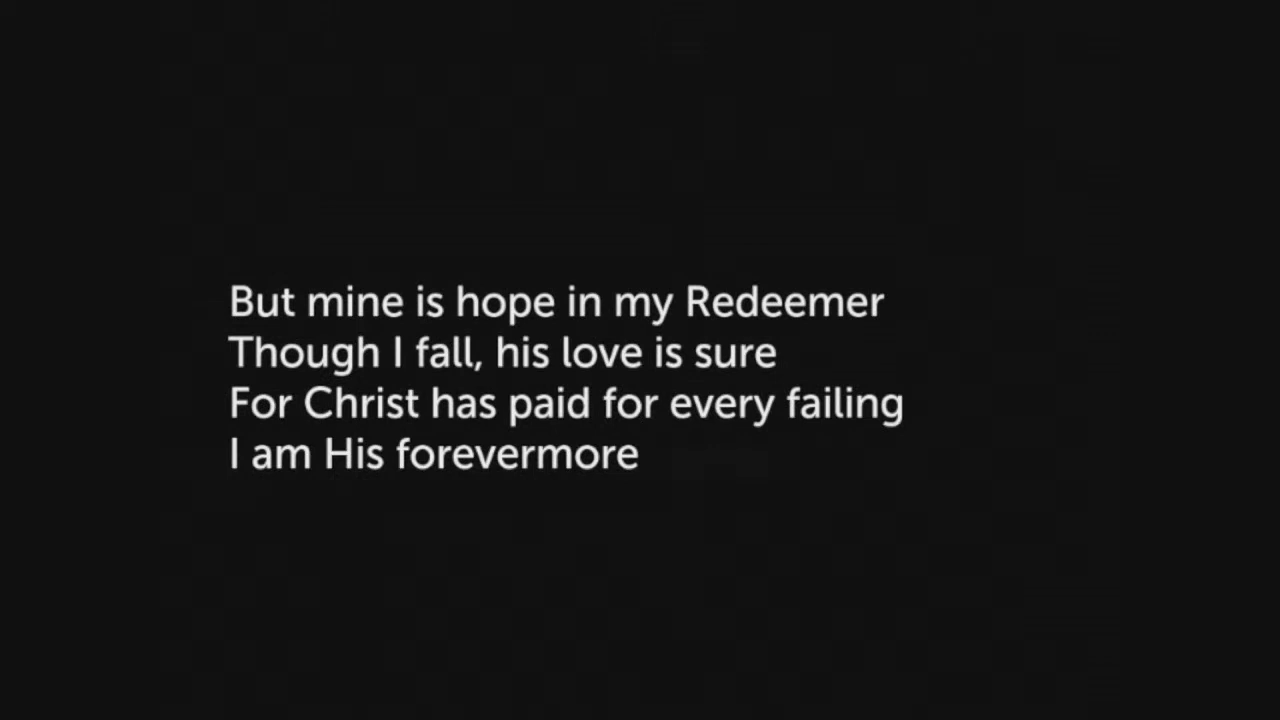 But mine is hope in my Redeemer
Though I fall, his love is sure
For Christ has paid for every failing
I am His forevermore